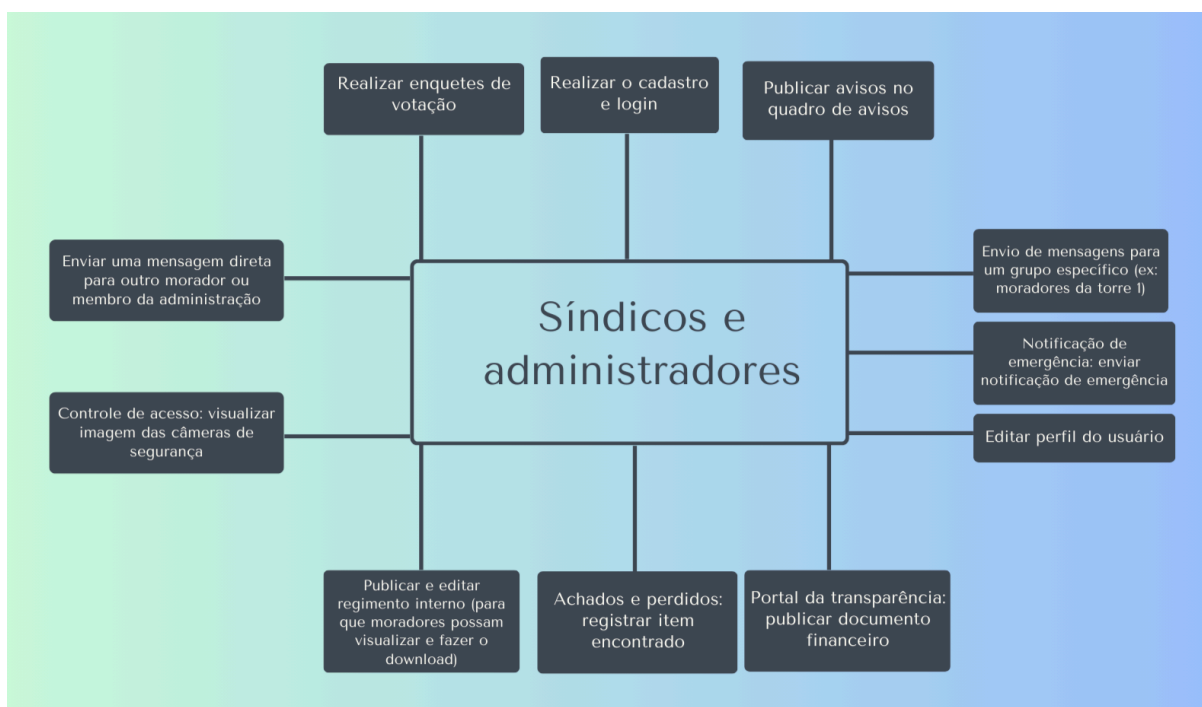 Realizar enquetes de
votação
Realizar o cadastro
e login
Publicar avisos no
quadro de avisos
Enviar uma mensagem direta
para outro morador ou
membro da administração
Envio de mensagens para
um grupo específico (ex:
moradores da torre 1)
Síndicos e
administradores
Notificação de
emergência: enviar
notificação de emergência
Controle de acesso: visualizar
imagem das câmeras de
segurança
Editar perfil do usuário
Publicar e editar
regimento interno (para
que moradores possam
visualizar e fazer o
download)
Achados e perdidos:
registrar item
encontrado
Portal da transparência:
publicar documento
financeiro